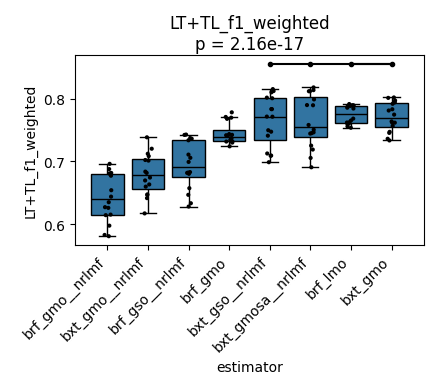 LT+TL_f1_weighted
p = 2.16e-17
LT+TL_f1_weighted
0.8
0.7
0.6
brf_gmo__nrlmf
bxt_gmo__nrlmf
brf_gso__nrlmf
brf_gmo
bxt_gso__nrlmf
bxt_gmosa__nrlmf
brf_lmo
bxt_gmo
estimator